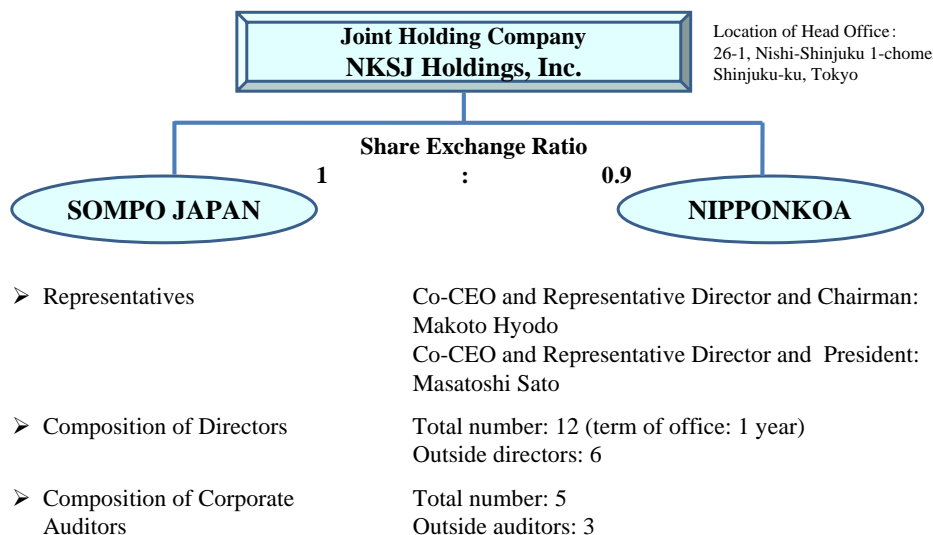 Joint Holding Company
NKSJ Holdings, Inc.
Location of Head Office:
26-1, Nishi-Shinjuku 1-chome
Shinjuku-ku, Tokyo
Share Exchange Ratio
1 : 0.9
SOMPO JAPAN
NIPPONKOA
➢ Representatives
Co-CEO and Representative Director and Chairman:
Makoto Hyodo
Co-CEO and Representative Director and President:
Masatoshi Sato
➢ Composition of Directors
Total number: 12 (term of office: 1 year)
Outside directors: 6
➢ Composition of Corporate
Auditors
Total number: 5
Outside auditors: 3